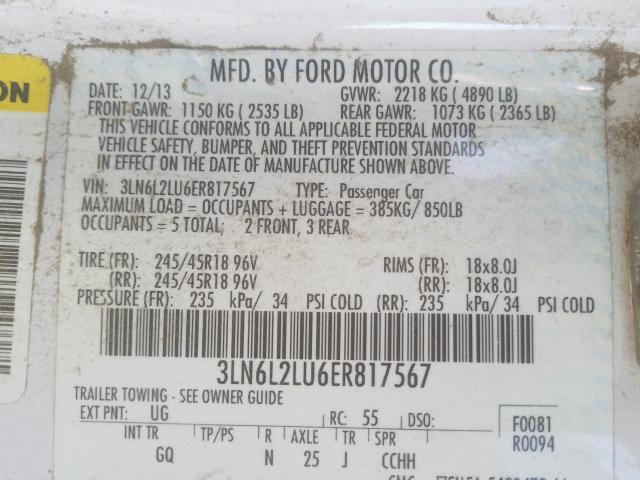 ON
MFD. BY FORD MOTOR CO.
DATE: 12/13 GVWR: 2218 KG ( 4890 LB)
FRONT GAWR: 1150 KG ( 2535 LB) REAR GAWR: 1073 KG ( 2365 LB)
THIS VEHICLE CONFORMS TO ALL APPLICABLE FEDERAL MOTOR
VEHICLE SAFETY, BUMPER, AND THEFT PREVENTION STANDARDS
IN EFFECT ON THE DATE OF MANUFACTURE SHOWN ABOVE.
VIN: 3LN6L2LU6ER817567 TYPE: Passenger Car
MAXIMUM LOAD = OCCUPANTS + LUGGAGE = 385KG/ 850LB
OCCUPANTS = 5 TOTAL; 2 FRONT, 3 REAR
TIRE (FR): 245/45R18 96V RIMS (FR): 18x8.0J
(RR): 245/45R18 96V (RR): 18x8.0J
PRESSURE (FR): 235 kPa/ 34 PSI COLD (RR): 235 kPa/ 34 PSI COLD
3LN6L2LU6ER817567
TRAILER TOWING - SEE OWNER GUIDE
EXT PNT: UG RC: 55 DSO: F0081
INT TR TP/PS R AXLE TR SPR R0094
GQ N 25 J CCHH